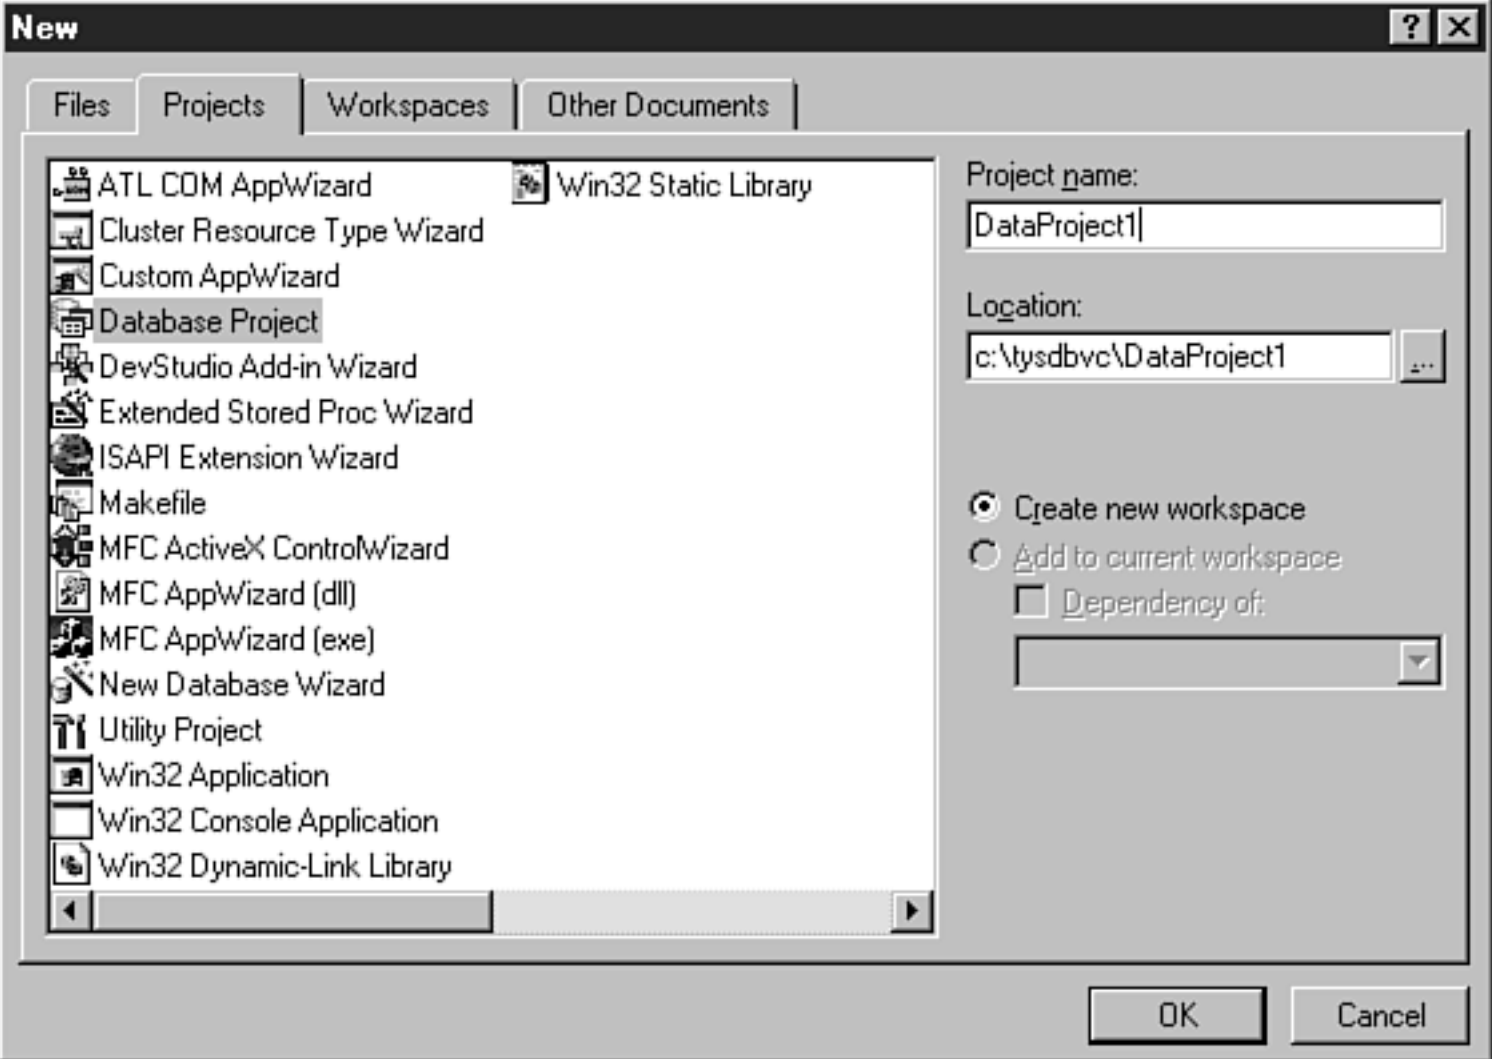 New
Files Projects Workspaces Other Documents
ATL COM AppWizard
Cluster Resource Type Wizard
Custom AppWizard
Database Project
DevStudio Add-in Wizard
Extended Stored Proc Wizard
ISAPI Extension Wizard
Makefile
MFC ActiveX ControlWizard
MFC AppWizard (dll)
MFC AppWizard (exe)
New Database Wizard
Utility Project
Win32 Application
Win32 Console Application
Win32 Dynamic-Link Library
Win32 Static Library
Project name:
DataProject1
Location:
c:\tysdbvc\DataProject1
...
Create new workspace
Add to current workspace
Dependency of:
OK Cancel